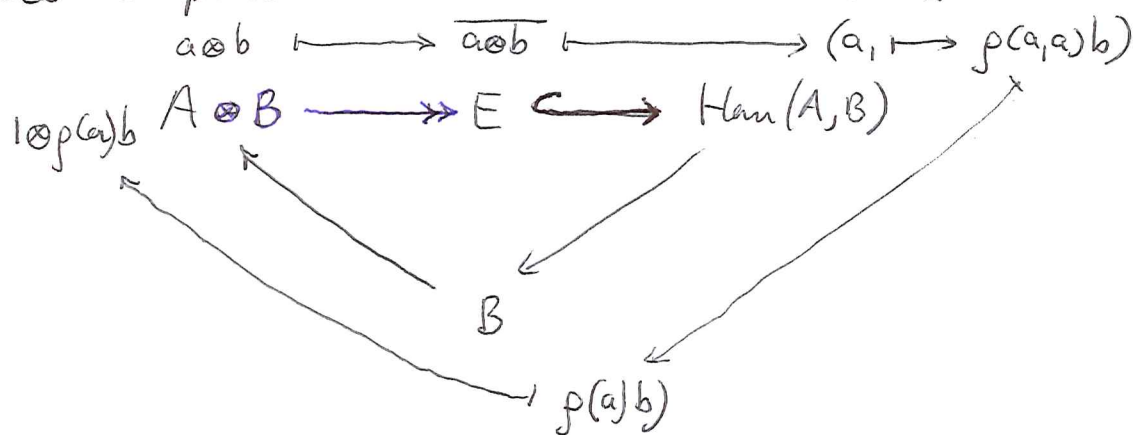 a⊗b ⟼ \overline{a⊗b} ⟼ (a₁ ⟼ ρ(a₁a)b)
1⊗ρ(a)b A⊗B ↠ E ↪ Hom(A,B)
B
ρ(a)b)